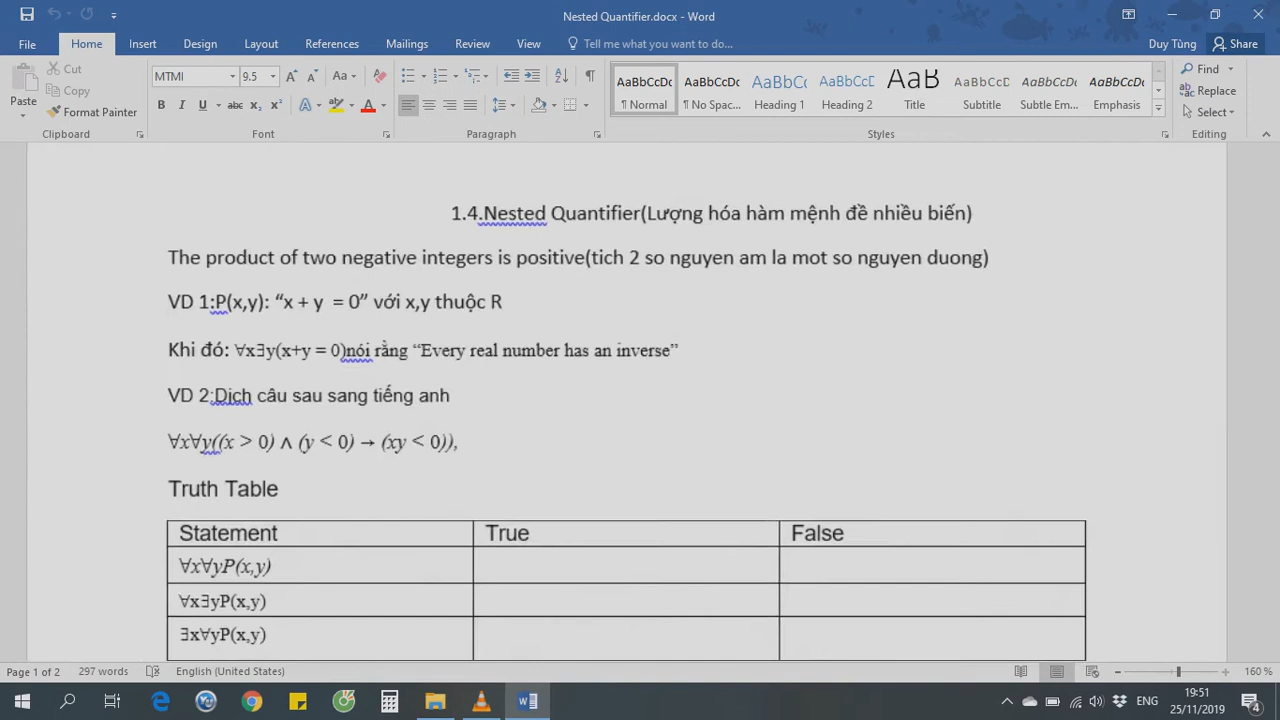 Nested Quantifier.docx - Word
File Home Insert Design Layout References Mailings Review View Tell me what you want to do... Duy Tùng Share
Cut
Copy
Format Painter
Paste
MTMI 9.5
AaBbCcDc AaBbCcDc AaBbCc AaBbCcD AaB AaBbCcD AaBbCcDc AaBbCcDc
¶ Normal ¶ No Spac... Heading 1 Heading 2 Title Subtitle Subtle Em... Emphasis
Find
Replace
Select
Clipboard Font Paragraph Styles Editing
1.4.Nested Quantifier(Lượng hóa hàm mệnh đề nhiều biến)
The product of two negative integers is positive(tich 2 so nguyen am la mot so nguyen duong)
VD 1:P(x,y): “x + y = 0” với x,y thuộc R
Khi đó: ∀x∃y(x+y = 0)nói rằng “Every real number has an inverse”
VD 2:Dịch câu sau sang tiếng anh
∀x∀y((x > 0) ∧ (y < 0) → (xy < 0)),
Truth Table
Statement True False
∀x∀yP(x,y)
∀x∃yP(x,y)
∃x∀yP(x,y)
Page 1 of 2 297 words English (United States) 160 %
ENG 19:51
25/11/2019 4